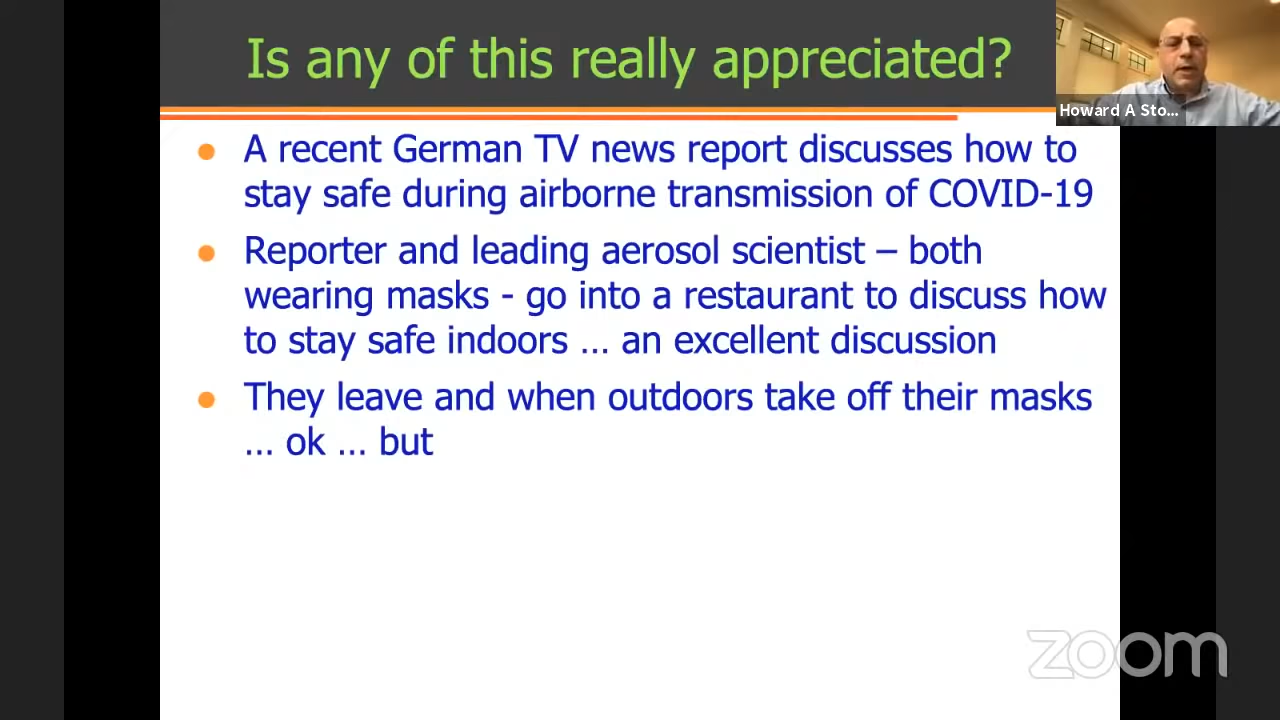 Is any of this really appreciated?
Howard A Sto...
A recent German TV news report discusses how to
stay safe during airborne transmission of COVID-19
Reporter and leading aerosol scientist – both
wearing masks - go into a restaurant to discuss how
to stay safe indoors … an excellent discussion
They leave and when outdoors take off their masks
… ok … but
zoom